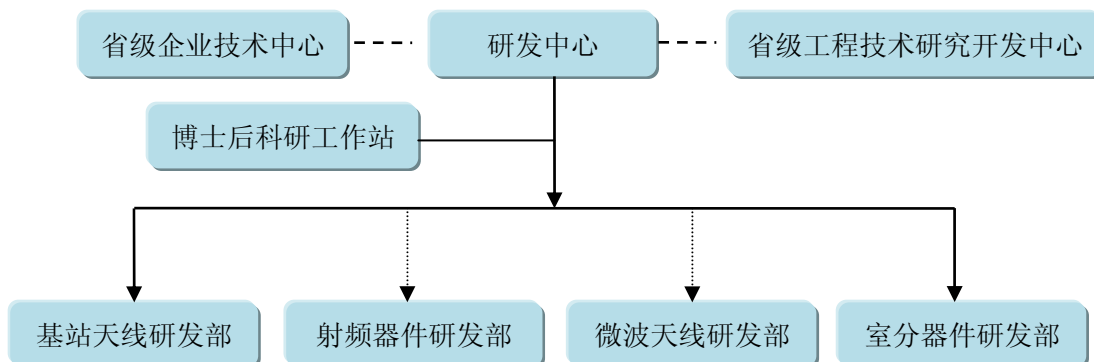 省级企业技术中心
研发中心
省级工程技术研究开发中心
博士后科研工作站
基站天线研发部
射频器件研发部
微波天线研发部
室分器件研发部